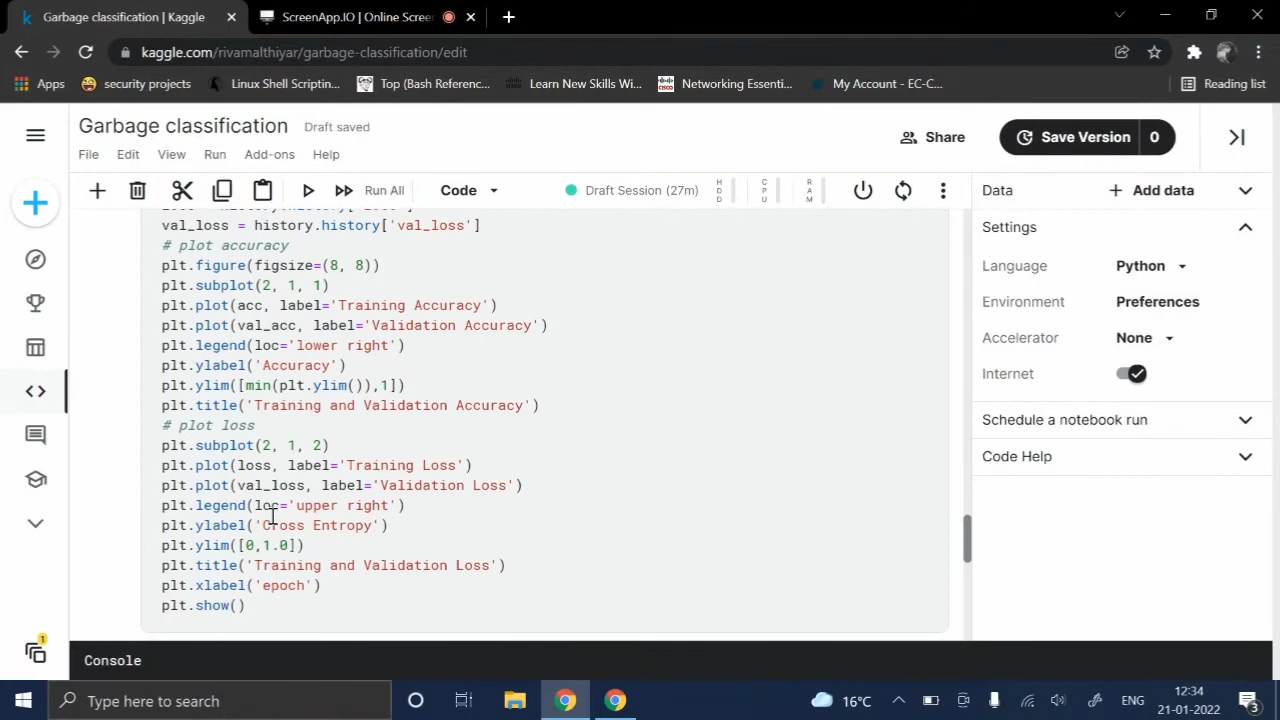 Garbage classification | Kaggle
ScreenApp.IO | Online Screen
kaggle.com/rivamalthiyar/garbage-classification/edit
Apps
security projects
Linux Shell Scriptin...
Top (Bash Referenc...
Learn New Skills Wi...
Networking Essenti...
My Account - EC-C...
Reading list
Garbage classification
Draft saved
Share
Save Version
0
File Edit View Run Add-ons Help
Run All
Code
Draft Session (27m)
HDD
CPU
RAM
Data
Add data
Settings
Language Python
Environment Preferences
Accelerator None
Internet
Schedule a notebook run
Code Help
val_loss = history.history['val_loss']
# plot accuracy
plt.figure(figsize=(8, 8))
plt.subplot(2, 1, 1)
plt.plot(acc, label='Training Accuracy')
plt.plot(val_acc, label='Validation Accuracy')
plt.legend(loc='lower right')
plt.ylabel('Accuracy')
plt.ylim([min(plt.ylim()),1])
plt.title('Training and Validation Accuracy')
# plot loss
plt.subplot(2, 1, 2)
plt.plot(loss, label='Training Loss')
plt.plot(val_loss, label='Validation Loss')
plt.legend(loc='upper right')
plt.ylabel('Cross Entropy')
plt.ylim([0,1.0])
plt.title('Training and Validation Loss')
plt.xlabel('epoch')
plt.show()
1
Console
Type here to search
16°C
ENG
12:34
21-01-2022
3